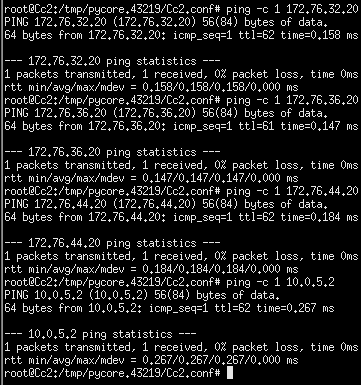 root@Cc2:/tmp/pycore.43219/Cc2.conf# ping -c 1 172.76.32.20
PING 172.76.32.20 (172.76.32.20) 56(84) bytes of data.
64 bytes from 172.76.32.20: icmp_seq=1 ttl=62 time=0.158 ms

--- 172.76.32.20 ping statistics ---
1 packets transmitted, 1 received, 0% packet loss, time 0ms
rtt min/avg/max/mdev = 0.158/0.158/0.158/0.000 ms
root@Cc2:/tmp/pycore.43219/Cc2.conf# ping -c 1 172.76.36.20
PING 172.76.36.20 (172.76.36.20) 56(84) bytes of data.
64 bytes from 172.76.36.20: icmp_seq=1 ttl=61 time=0.147 ms

--- 172.76.36.20 ping statistics ---
1 packets transmitted, 1 received, 0% packet loss, time 0ms
rtt min/avg/max/mdev = 0.147/0.147/0.147/0.000 ms
root@Cc2:/tmp/pycore.43219/Cc2.conf# ping -c 1 172.76.44.20
PING 172.76.44.20 (172.76.44.20) 56(84) bytes of data.
64 bytes from 172.76.44.20: icmp_seq=1 ttl=62 time=0.184 ms

--- 172.76.44.20 ping statistics ---
1 packets transmitted, 1 received, 0% packet loss, time 0ms
rtt min/avg/max/mdev = 0.184/0.184/0.184/0.000 ms
root@Cc2:/tmp/pycore.43219/Cc2.conf# ping -c 1 10.0.5.2
PING 10.0.5.2 (10.0.5.2) 56(84) bytes of data.
64 bytes from 10.0.5.2: icmp_seq=1 ttl=62 time=0.267 ms

--- 10.0.5.2 ping statistics ---
1 packets transmitted, 1 received, 0% packet loss, time 0ms
rtt min/avg/max/mdev = 0.267/0.267/0.267/0.000 ms
root@Cc2:/tmp/pycore.43219/Cc2.conf#